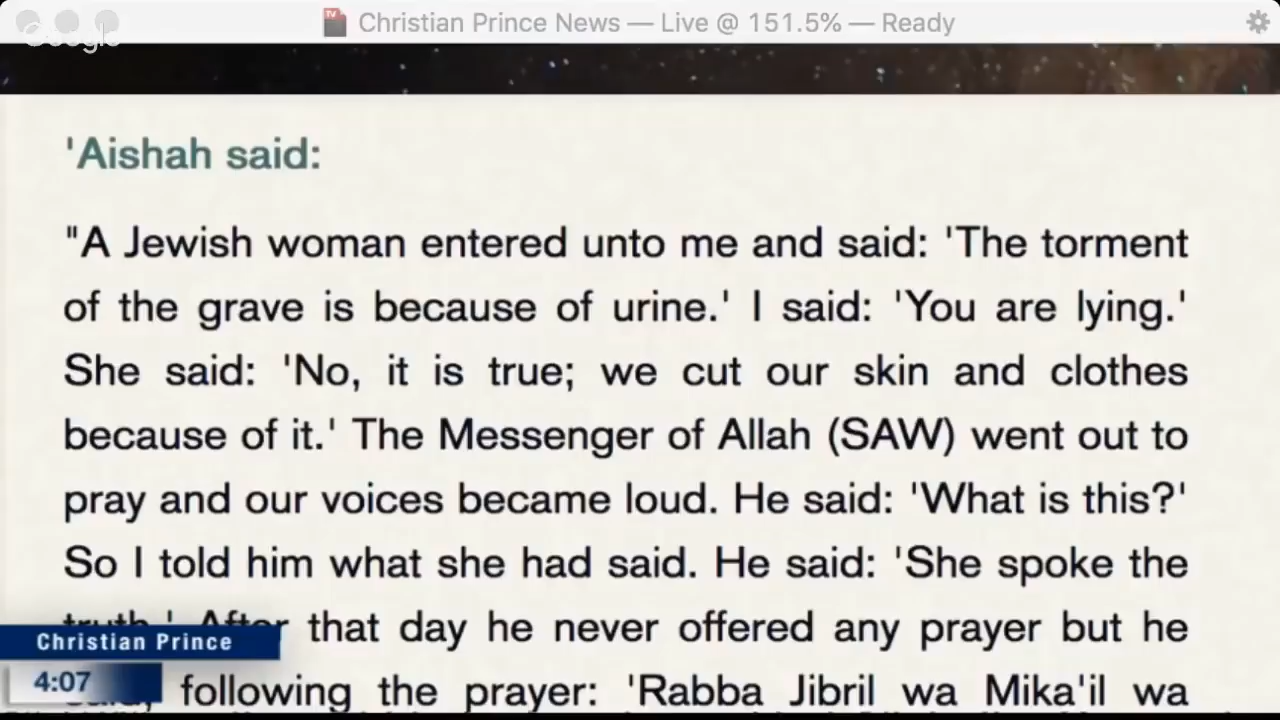 Christian Prince News — Live @ 151.5% — Ready
Google
'Aishah said:
"A Jewish woman entered unto me and said: 'The torment
of the grave is because of urine.' I said: 'You are lying.'
She said: 'No, it is true; we cut our skin and clothes
because of it.' The Messenger of Allah (SAW) went out to
pray and our voices became loud. He said: 'What is this?'
So I told him what she had said. He said: 'She spoke the
truth.' After that day he never offered any prayer but he
said, following the prayer: 'Rabba Jibril wa Mika'il wa
Christian Prince
4:07